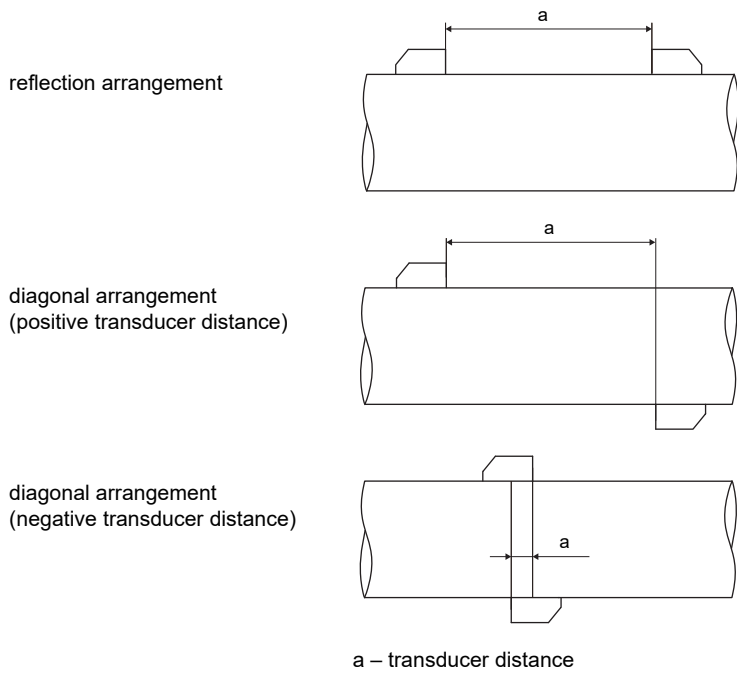 a
reflection arrangement
a
diagonal arrangement
(positive transducer distance)
diagonal arrangement
(negative transducer distance)
a
a – transducer distance